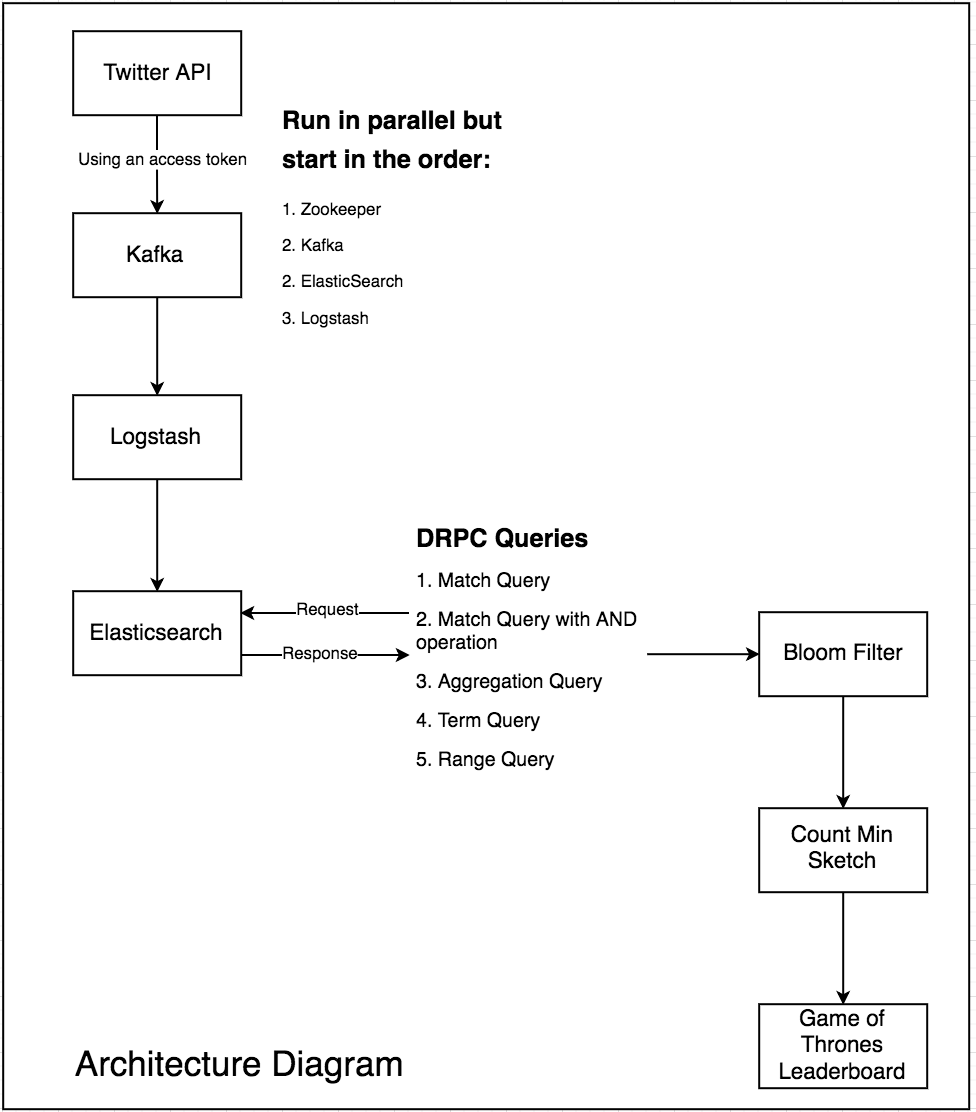 Twitter API
Using an access token
Run in parallel but
start in the order:
1. Zookeeper
2. Kafka
2. ElasticSearch
3. Logstash
Kafka
Logstash
Elasticsearch
Request
Response
DRPC Queries
1. Match Query
2. Match Query with AND
operation
3. Aggregation Query
4. Term Query
5. Range Query
Bloom Filter
Count Min
Sketch
Game of
Thrones
Leaderboard
Architecture Diagram